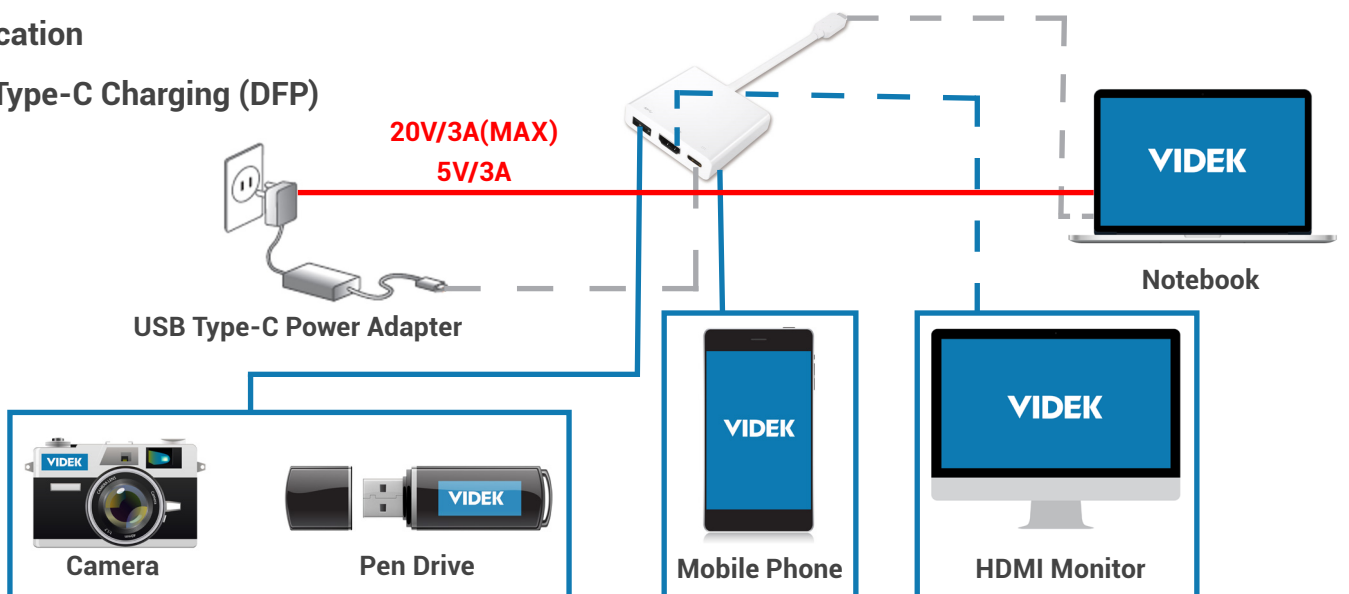 cation
Type-C Charging (DFP)
20V/3A(MAX)
5V/3A
VIDEK
Notebook
USB Type-C Power Adapter
VIDEK
VIDEK
VIDEK
VIDEK
Camera
Pen Drive
Mobile Phone
HDMI Monitor